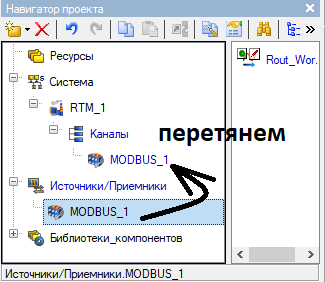 Навигатор проекта
Ресурсы
Система
RTM_1
Каналы
перетянем
MODBUS_1
Источники/Приемники
MODBUS_1
Библиотеки_компонентов
Rout_Wor.
Источники/Приемники.MODBUS_1